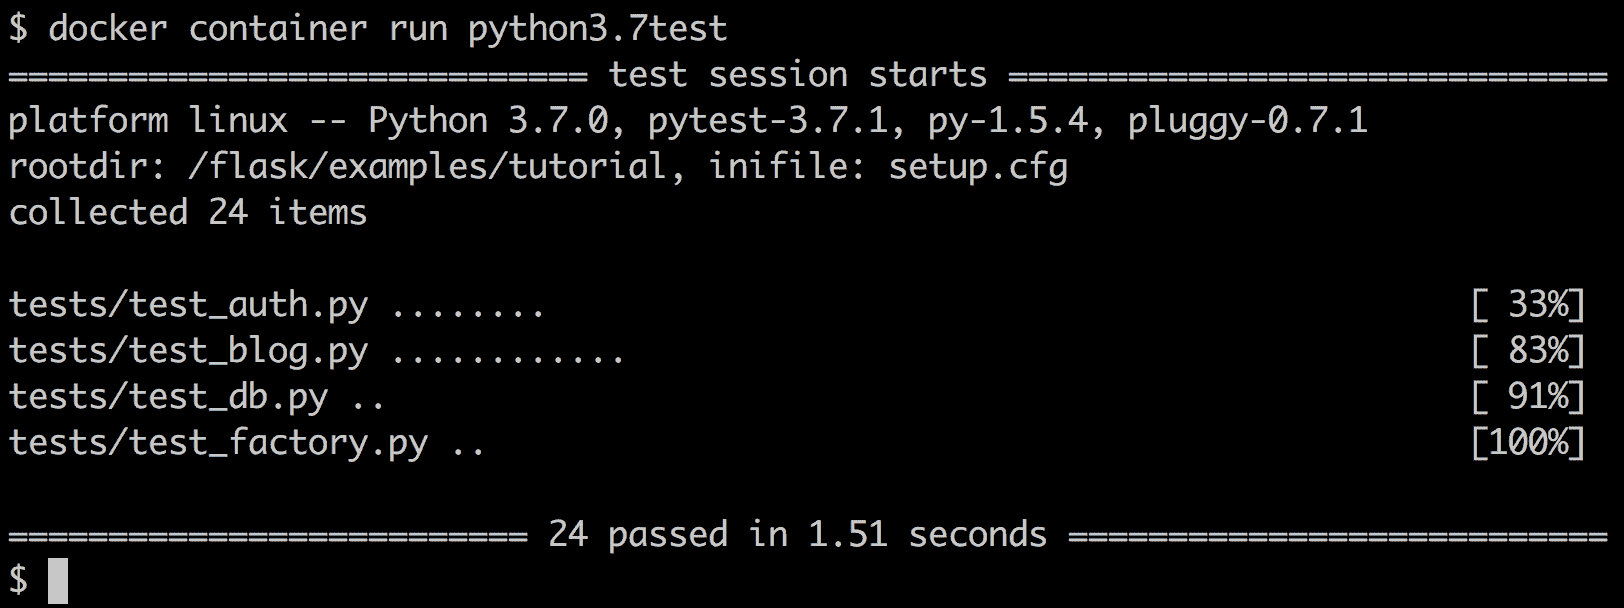 $ docker container run python3.7test
============================= test session starts ==============================
platform linux -- Python 3.7.0, pytest-3.7.1, py-1.5.4, pluggy-0.7.1
rootdir: /flask/examples/tutorial, inifile: setup.cfg
collected 24 items
tests/test_auth.py ........ [ 33%]
tests/test_blog.py ............ [ 83%]
tests/test_db.py .. [ 91%]
tests/test_factory.py .. [100%]
========================== 24 passed in 1.51 seconds ===========================
$